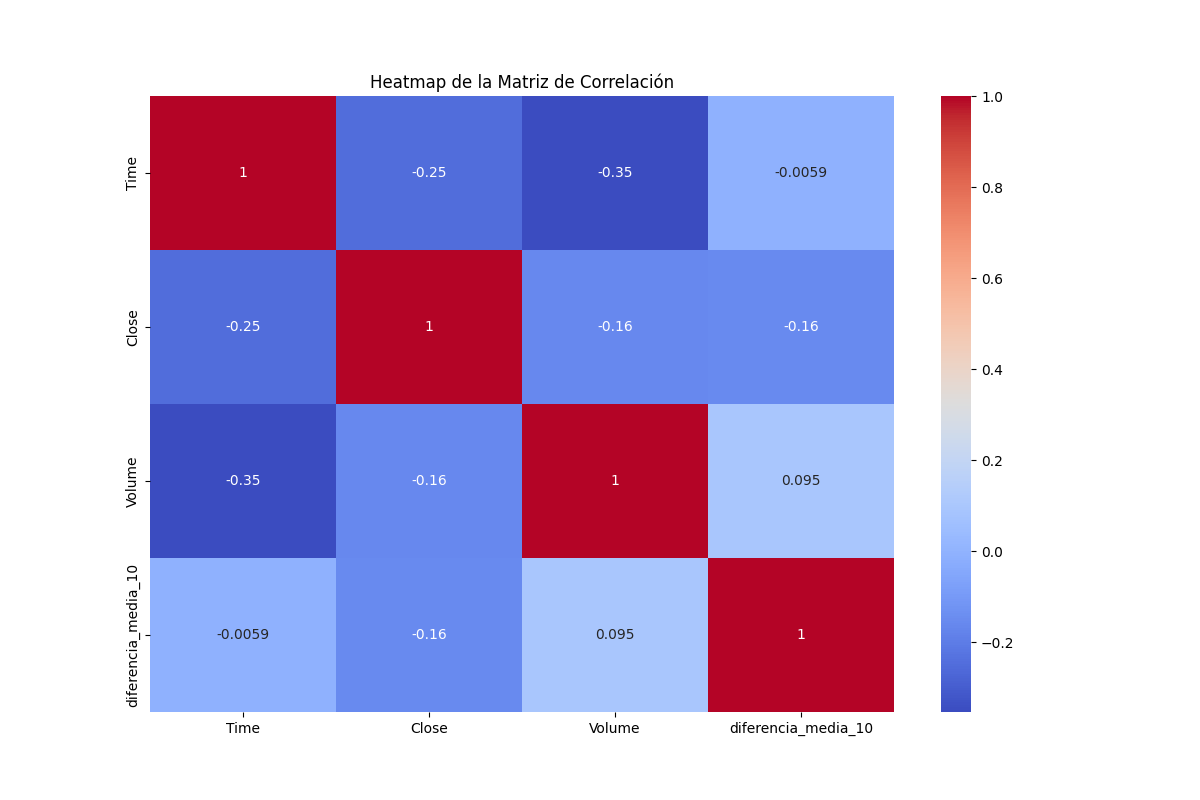 Heatmap de la Matriz de Correlación
Time
1
-0.25
-0.35
-0.0059
Close
-0.25
1
-0.16
-0.16
Volume
-0.35
-0.16
1
0.095
diferencia_media_10
-0.0059
-0.16
0.095
1
Time
Close
Volume
diferencia_media_10
1.0
0.8
0.6
0.4
0.2
0.0
−0.2